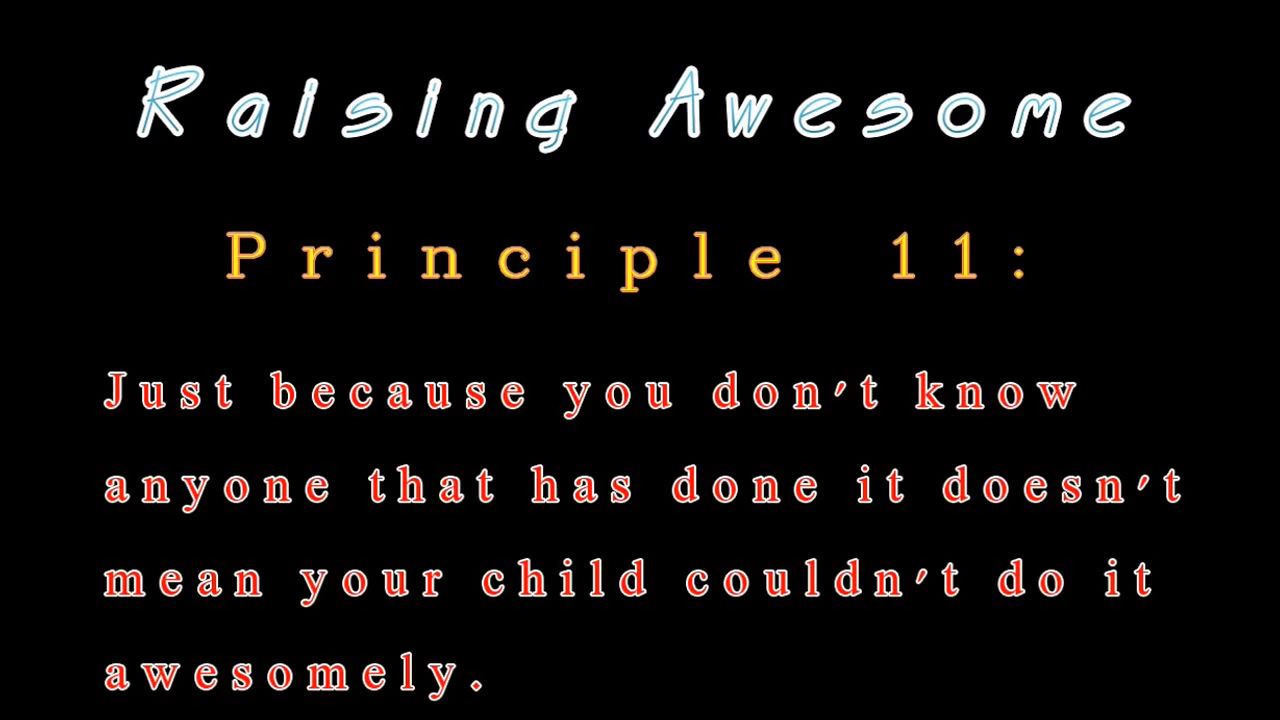 Raising Awesome
Principle 11:
Just because you don't know
anyone that has done it doesn't
mean your child couldn't do it
awesomely.